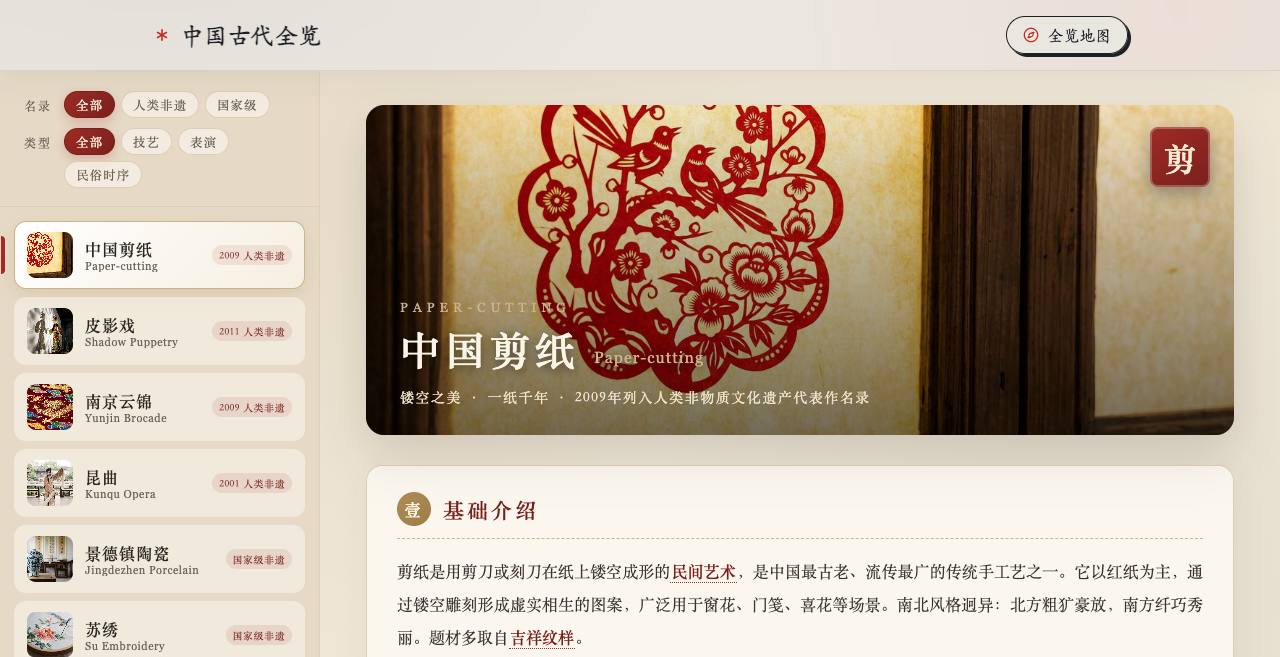 * 中国古代全览
全览地图
名录 全部 人类非遗 国家级
类型 全部 技艺 表演
民俗时序
中国剪纸
Paper-cutting
2009 人类非遗
皮影戏
Shadow Puppetry
2011 人类非遗
南京云锦
Yunjin Brocade
2009 人类非遗
昆曲
Kunqu Opera
2001 人类非遗
景德镇陶瓷
Jingdezhen Porcelain
国家级非遗
苏绣
Su Embroidery
国家级非遗
剪
PAPER-CUTTING
中国剪纸 Paper-cutting
镂空之美 · 一纸千年 · 2009年列入人类非物质文化遗产代表作名录
壹 基础介绍
剪纸是用剪刀或刻刀在纸上镂空成形的民间艺术，是中国最古老、流传最广的传统手工艺之一。它以红纸为主，通
过镂空雕刻形成虚实相生的图案，广泛用于窗花、门笺、喜花等场景。南北风格迥异：北方粗犷豪放，南方纤巧秀
丽。题材多取自吉祥纹样。